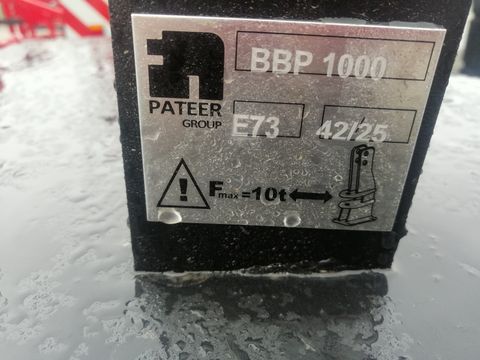 BBP 1000
PATEER
GROUP
E73 42/25
Fmax=10t